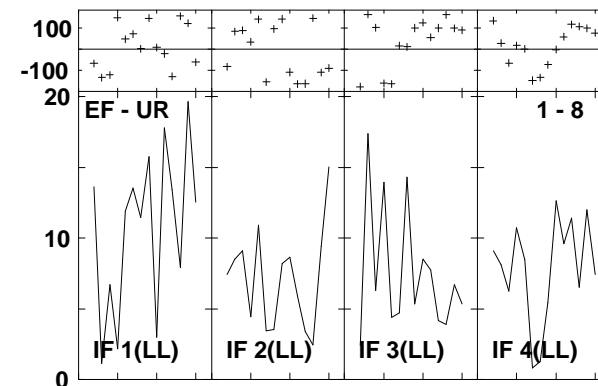 100
-100
20
EF - UR
1 - 8
10
0
IF 1(LL)
IF 2(LL)
IF 3(LL)
IF 4(LL)